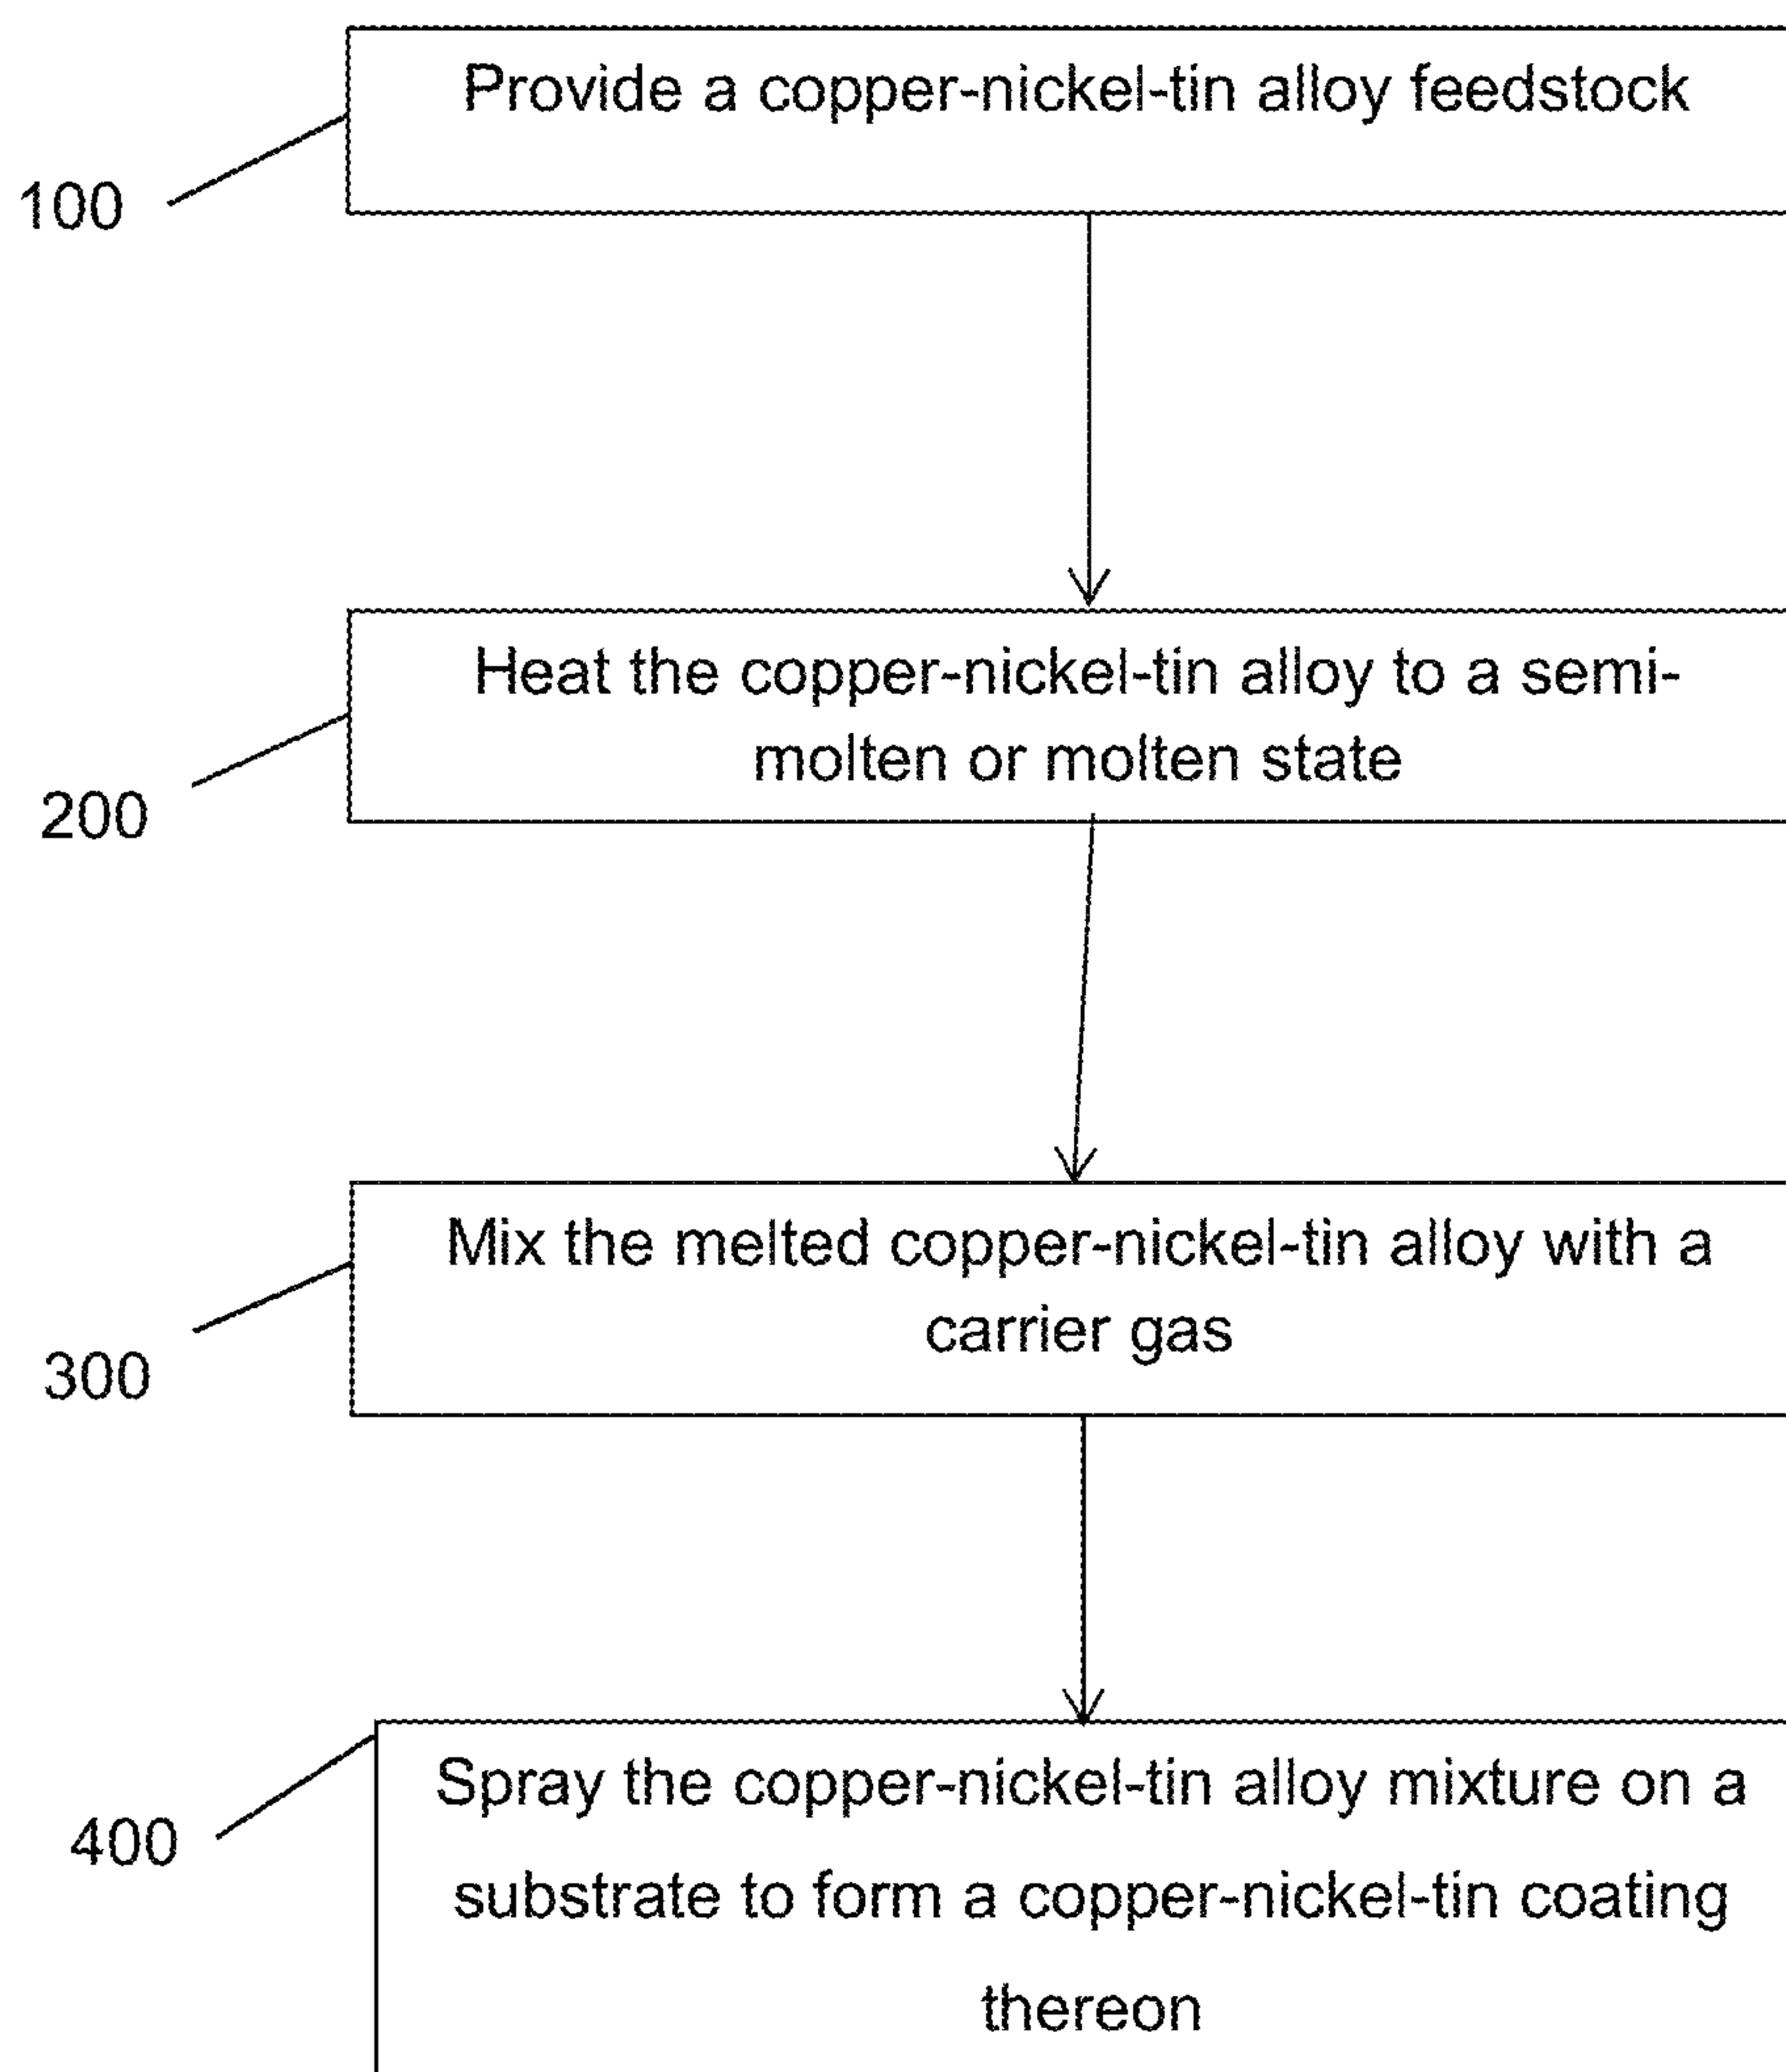 Provide a copper-nickel-tin alloy feedstock
100
Heat the copper-nickel-tin alloy to a semi-
molten or molten state
200
Mix the melted copper-nickel-tin alloy with a
carrier gas
300
Spray the copper-nickel-tin alloy mixture on a
400
substrate to form a copper-nickel-tin coating
thereon